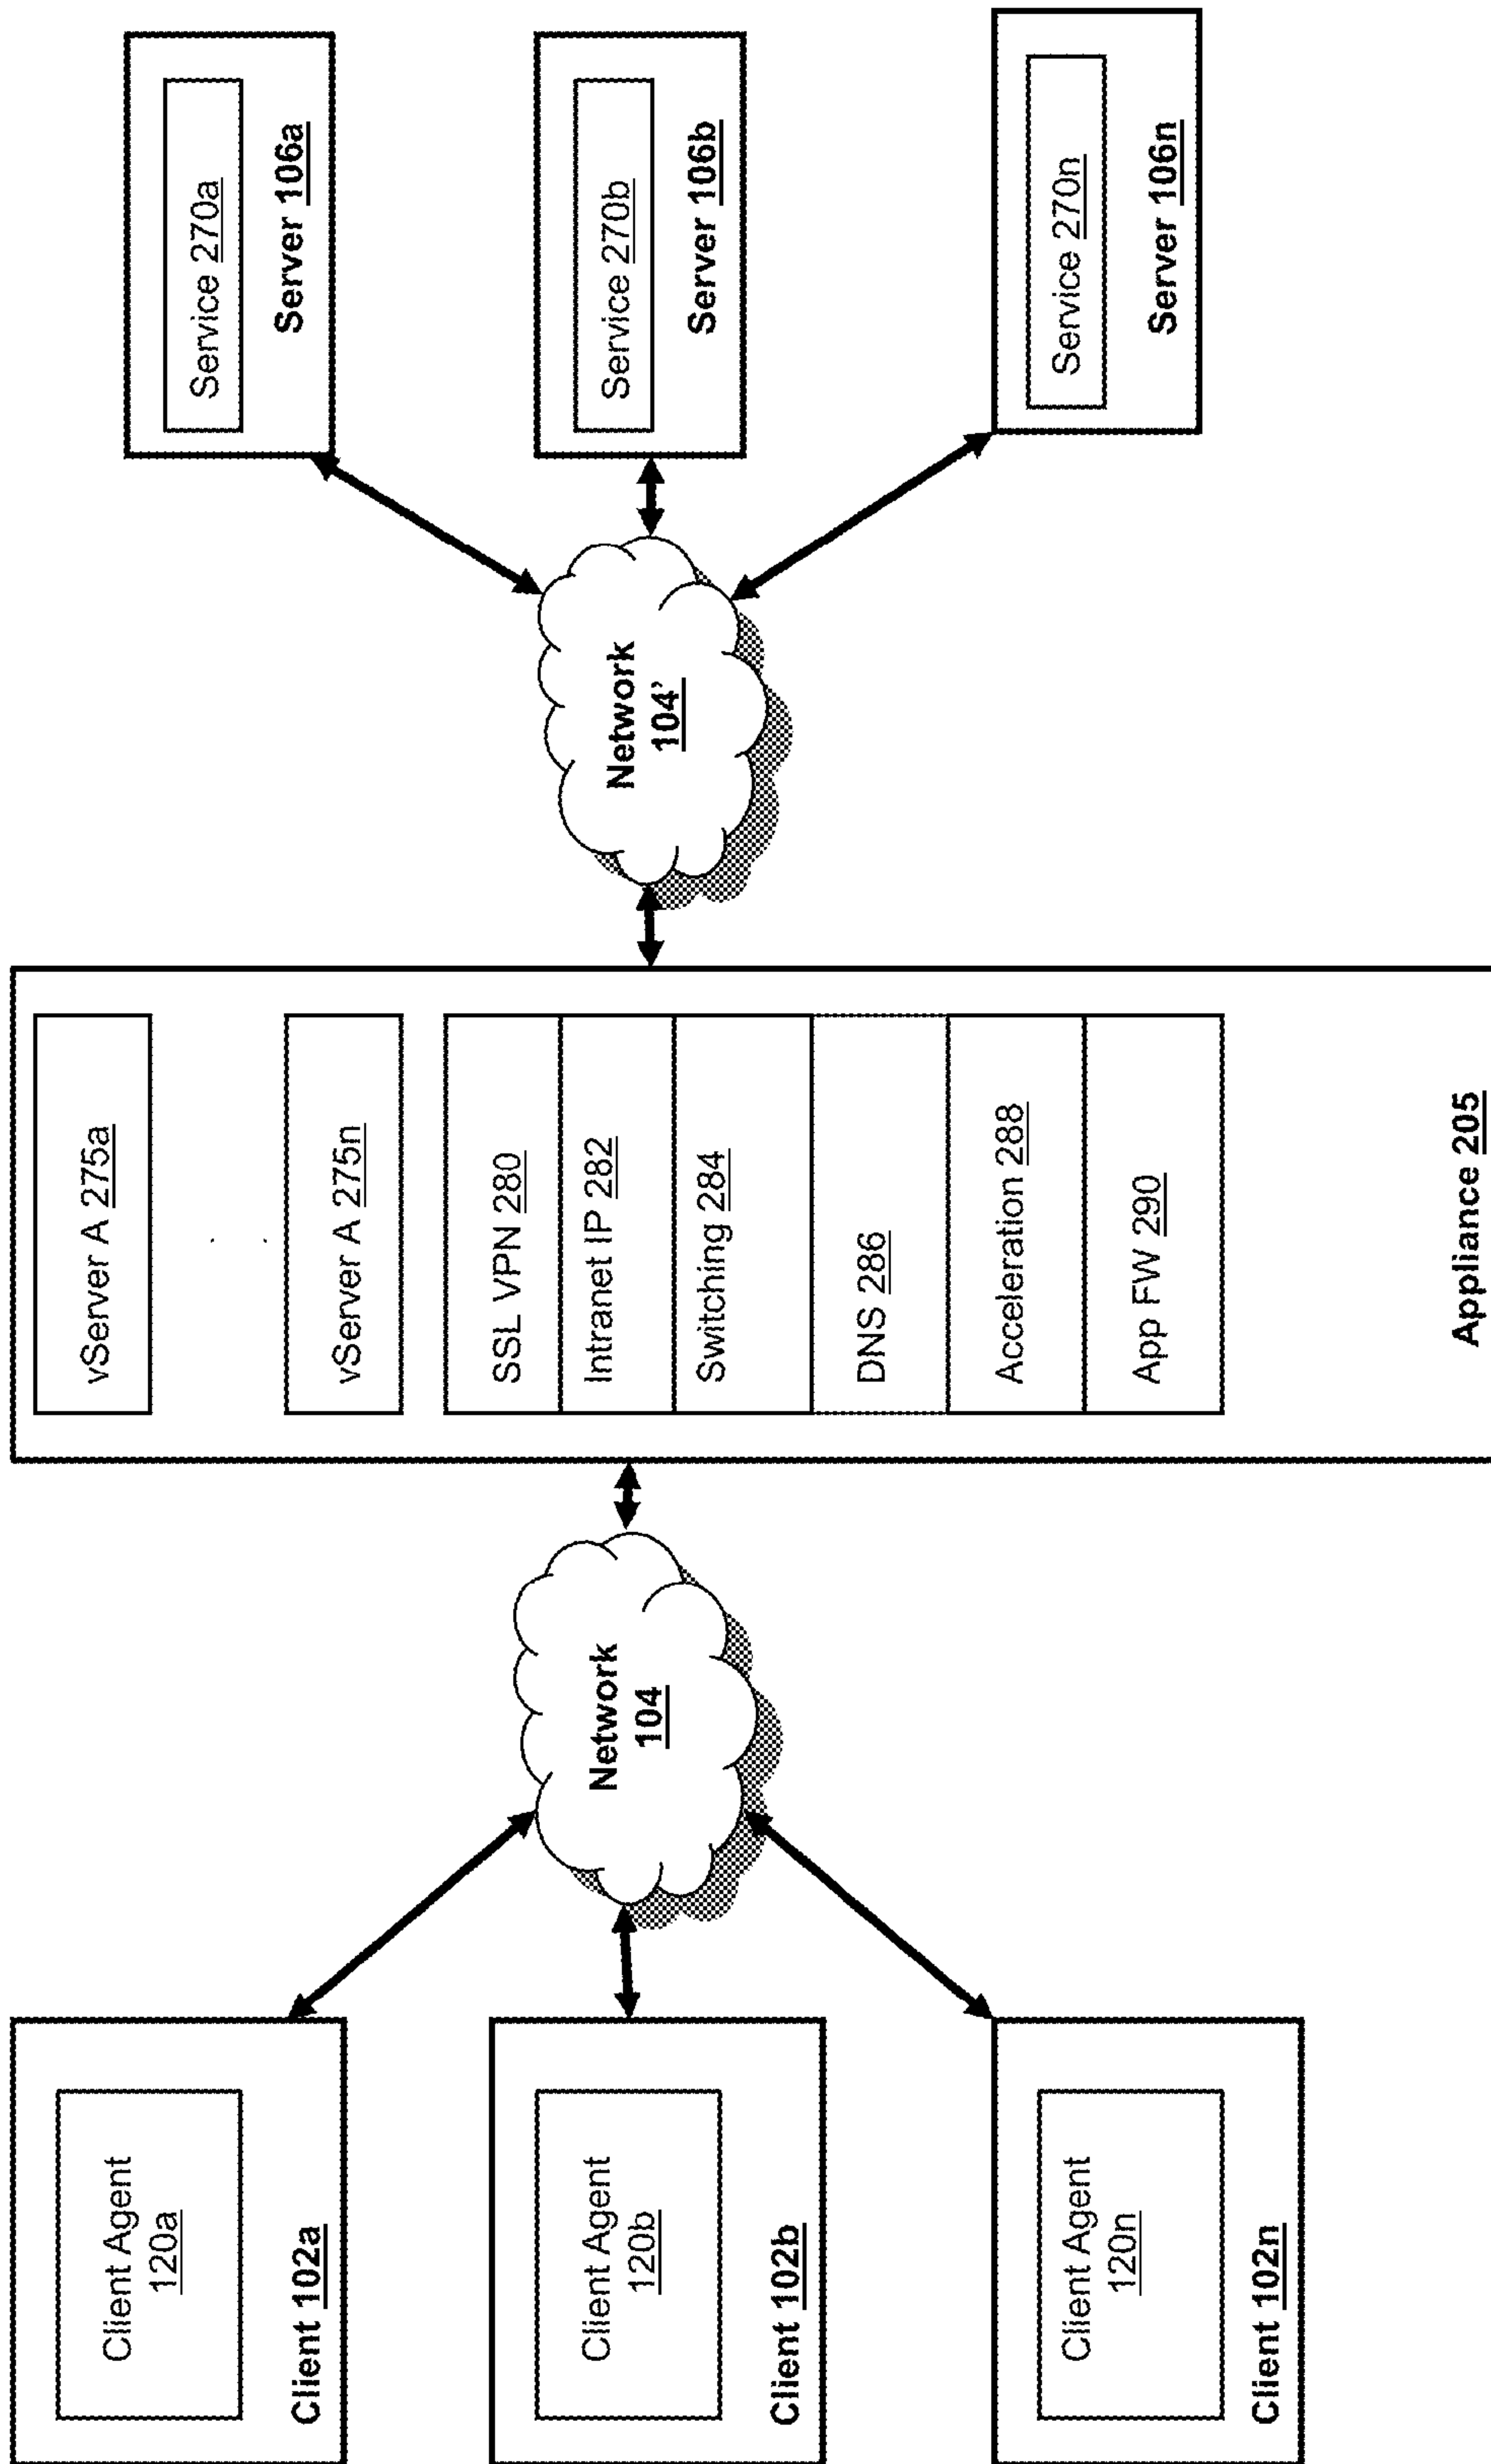 Client Agent
120a
Client 102a
Client Agent
120b
Client 102b
Client Agent
120n
Client 102n
Network
104
vServer A 275a
vServer A 275n
SSL VPN 280
Intranet IP 282
Switching 284
DNS 286
Acceleration 288
App FW 290
Appliance 205
Network
104'
Service 270a
Server 106a
Service 270b
Server 106b
Service 270n
Server 106n